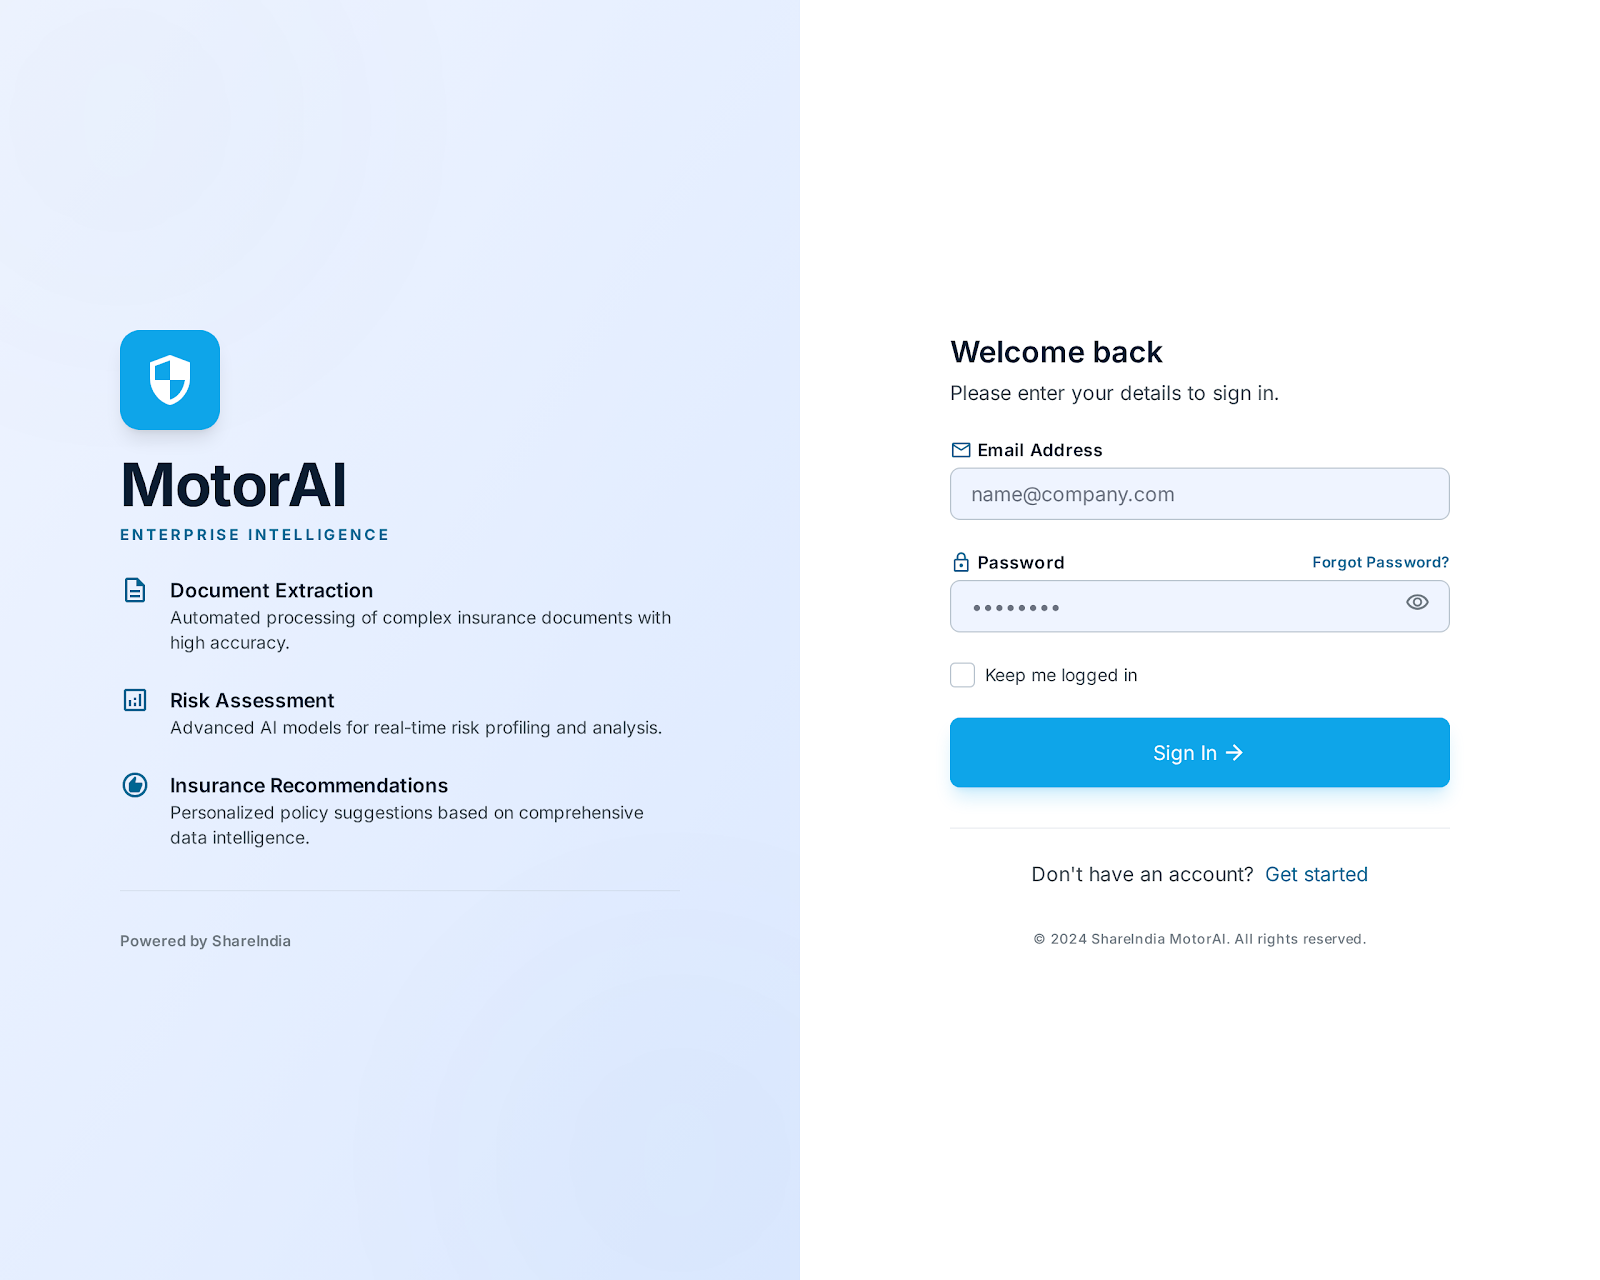 MotorAI
ENTERPRISE INTELLIGENCE
Document Extraction
Automated processing of complex insurance documents with
high accuracy.
Risk Assessment
Advanced AI models for real-time risk profiling and analysis.
Insurance Recommendations
Personalized policy suggestions based on comprehensive
data intelligence.
Powered by ShareIndia
Welcome back
Please enter your details to sign in.
Email Address
name@company.com
Password
Forgot Password?
••••••••
Keep me logged in
Sign In →
Don't have an account? Get started
© 2024 ShareIndia MotorAI. All rights reserved.